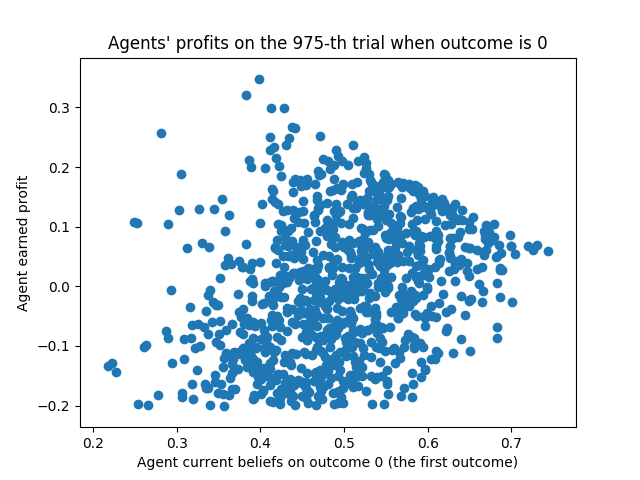 Agents' profits on the 975-th trial when outcome is 0
0.3
0.2
0.1
0.0
−0.1
−0.2
Agent earned profit
0.2 0.3 0.4 0.5 0.6 0.7
Agent current beliefs on outcome 0 (the first outcome)